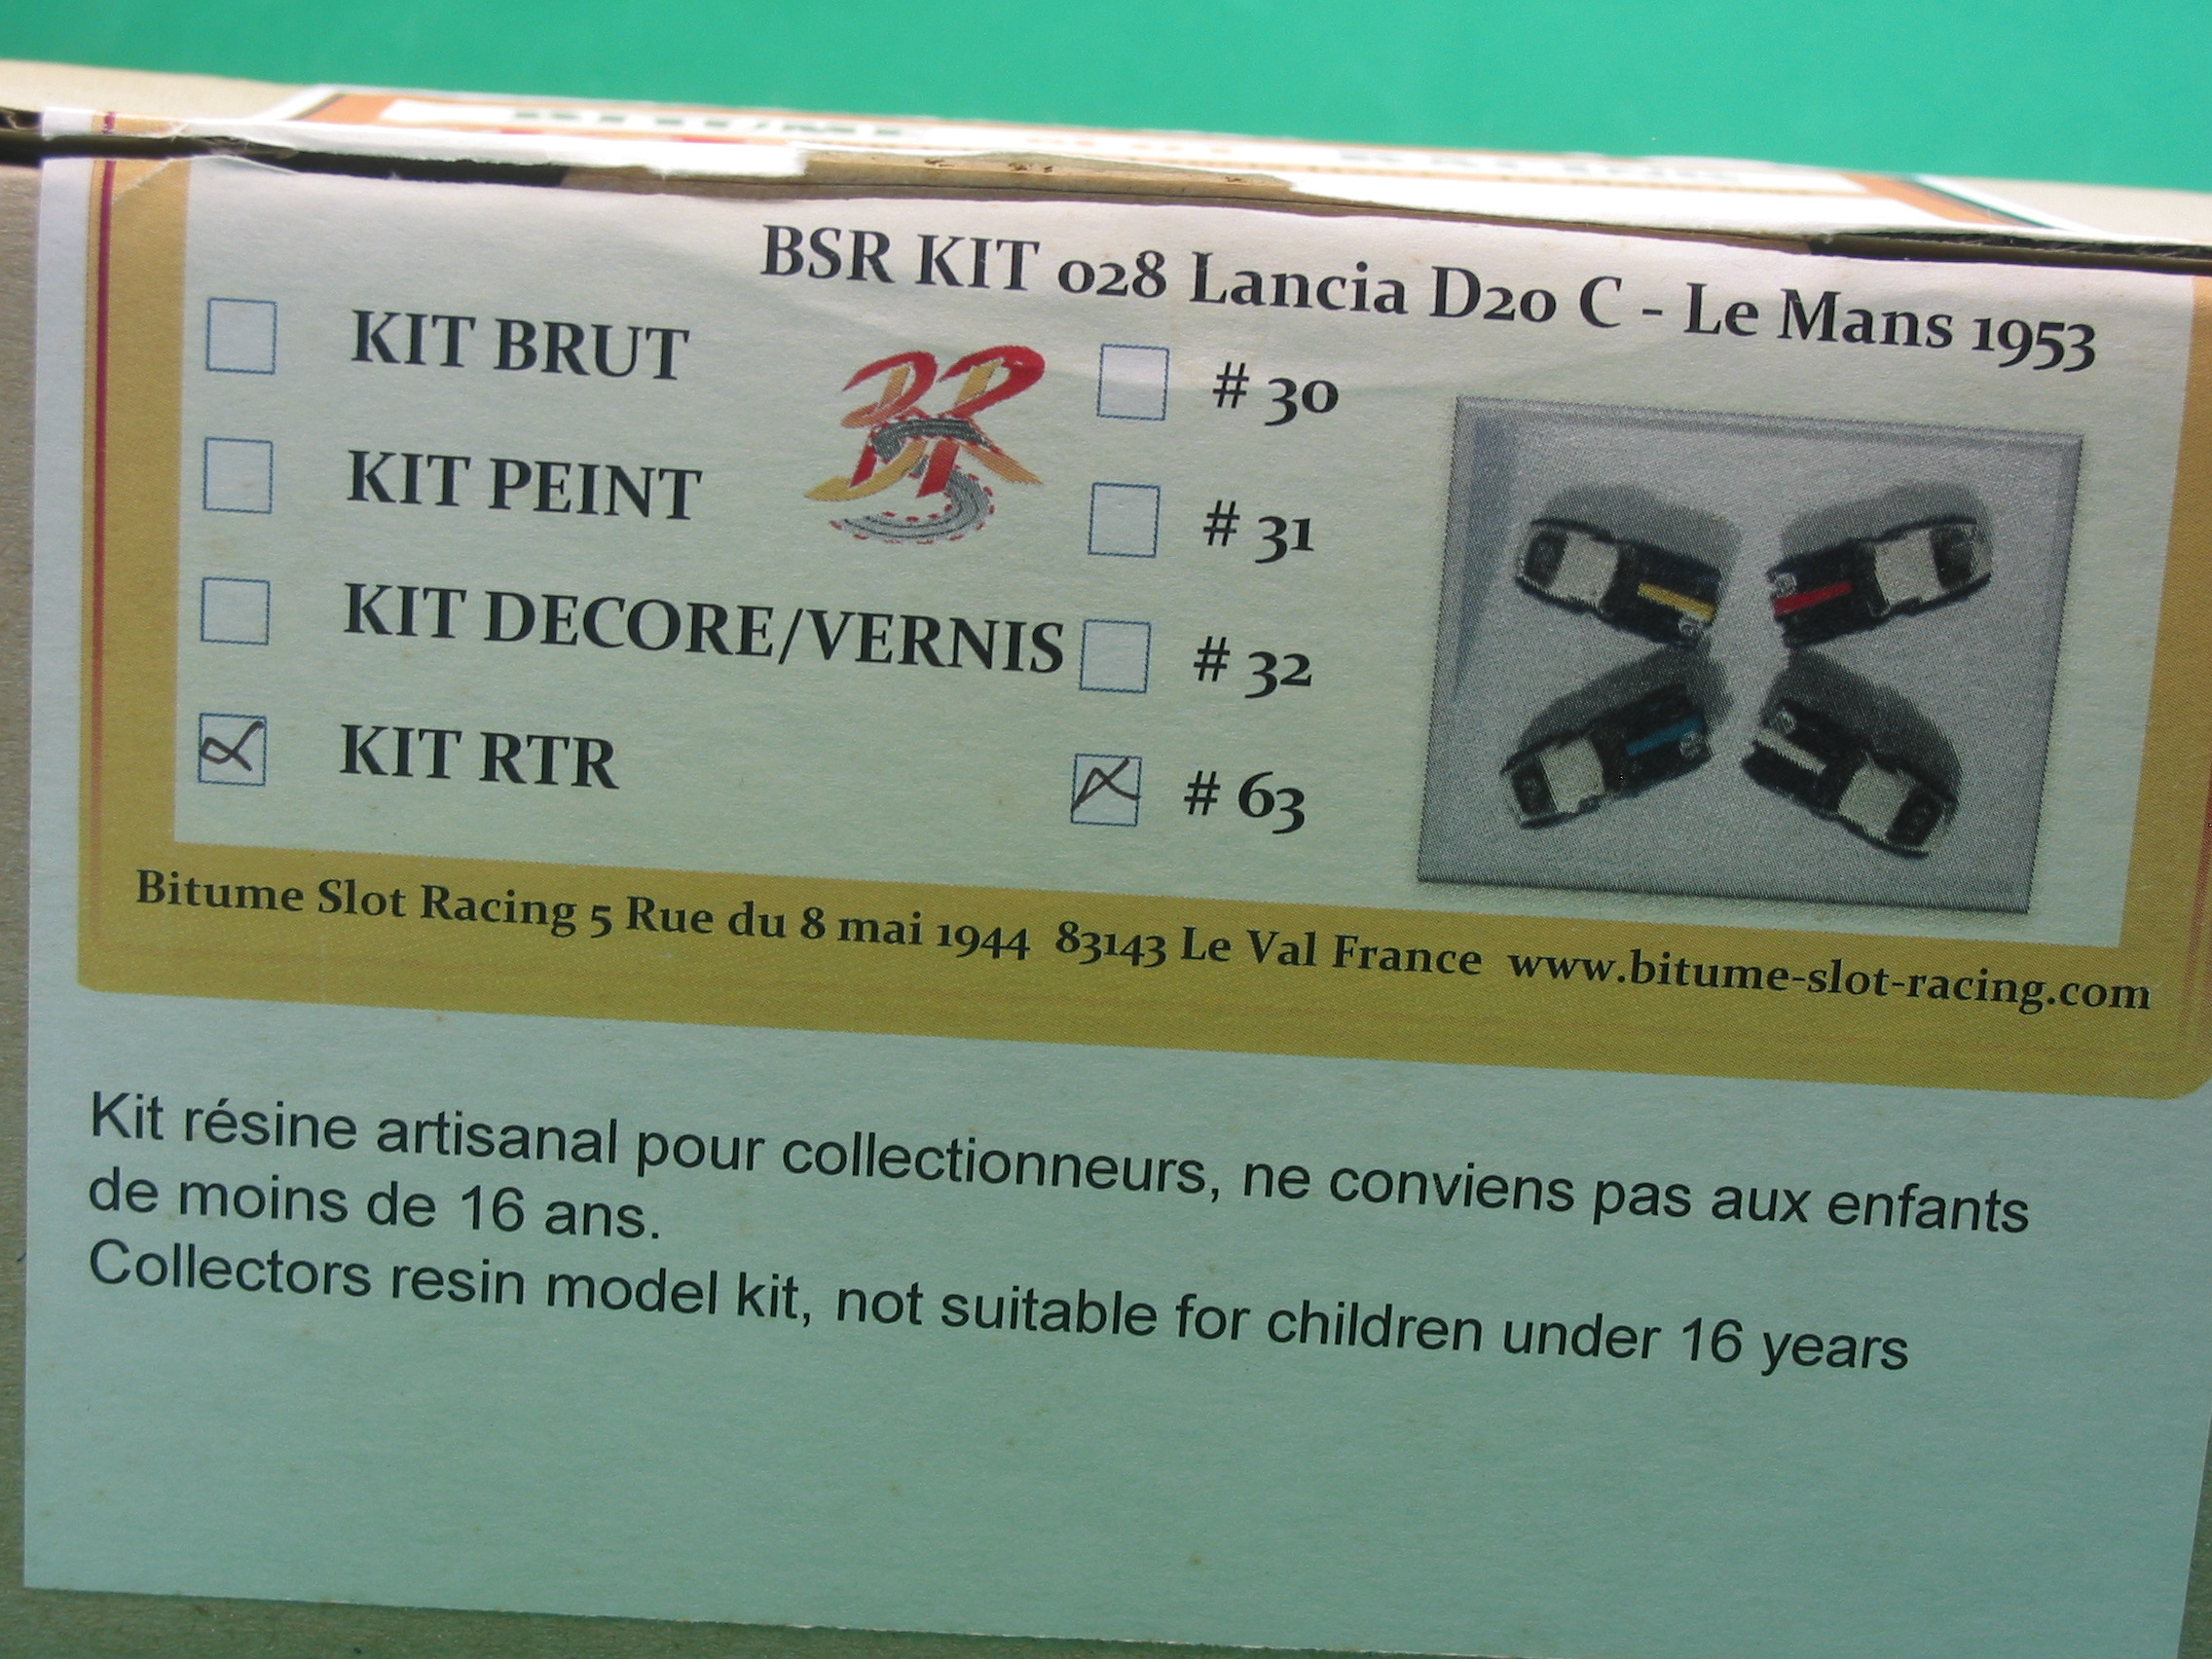 BSR KIT 028 Lancia D20 C - Le Mans 1953
KIT BRUT
KIT PEINT
KIT DECORE/VERNIS
KIT RTR
# 30
# 31
# 32
# 63
BSR
Bitume Slot Racing 5 Rue du 8 mai 1944 83143 Le Val France www.bitume-slot-racing.com
Kit résine artisanal pour collectionneurs, ne conviens pas aux enfants
de moins de 16 ans.
Collectors resin model kit, not suitable for children under 16 years